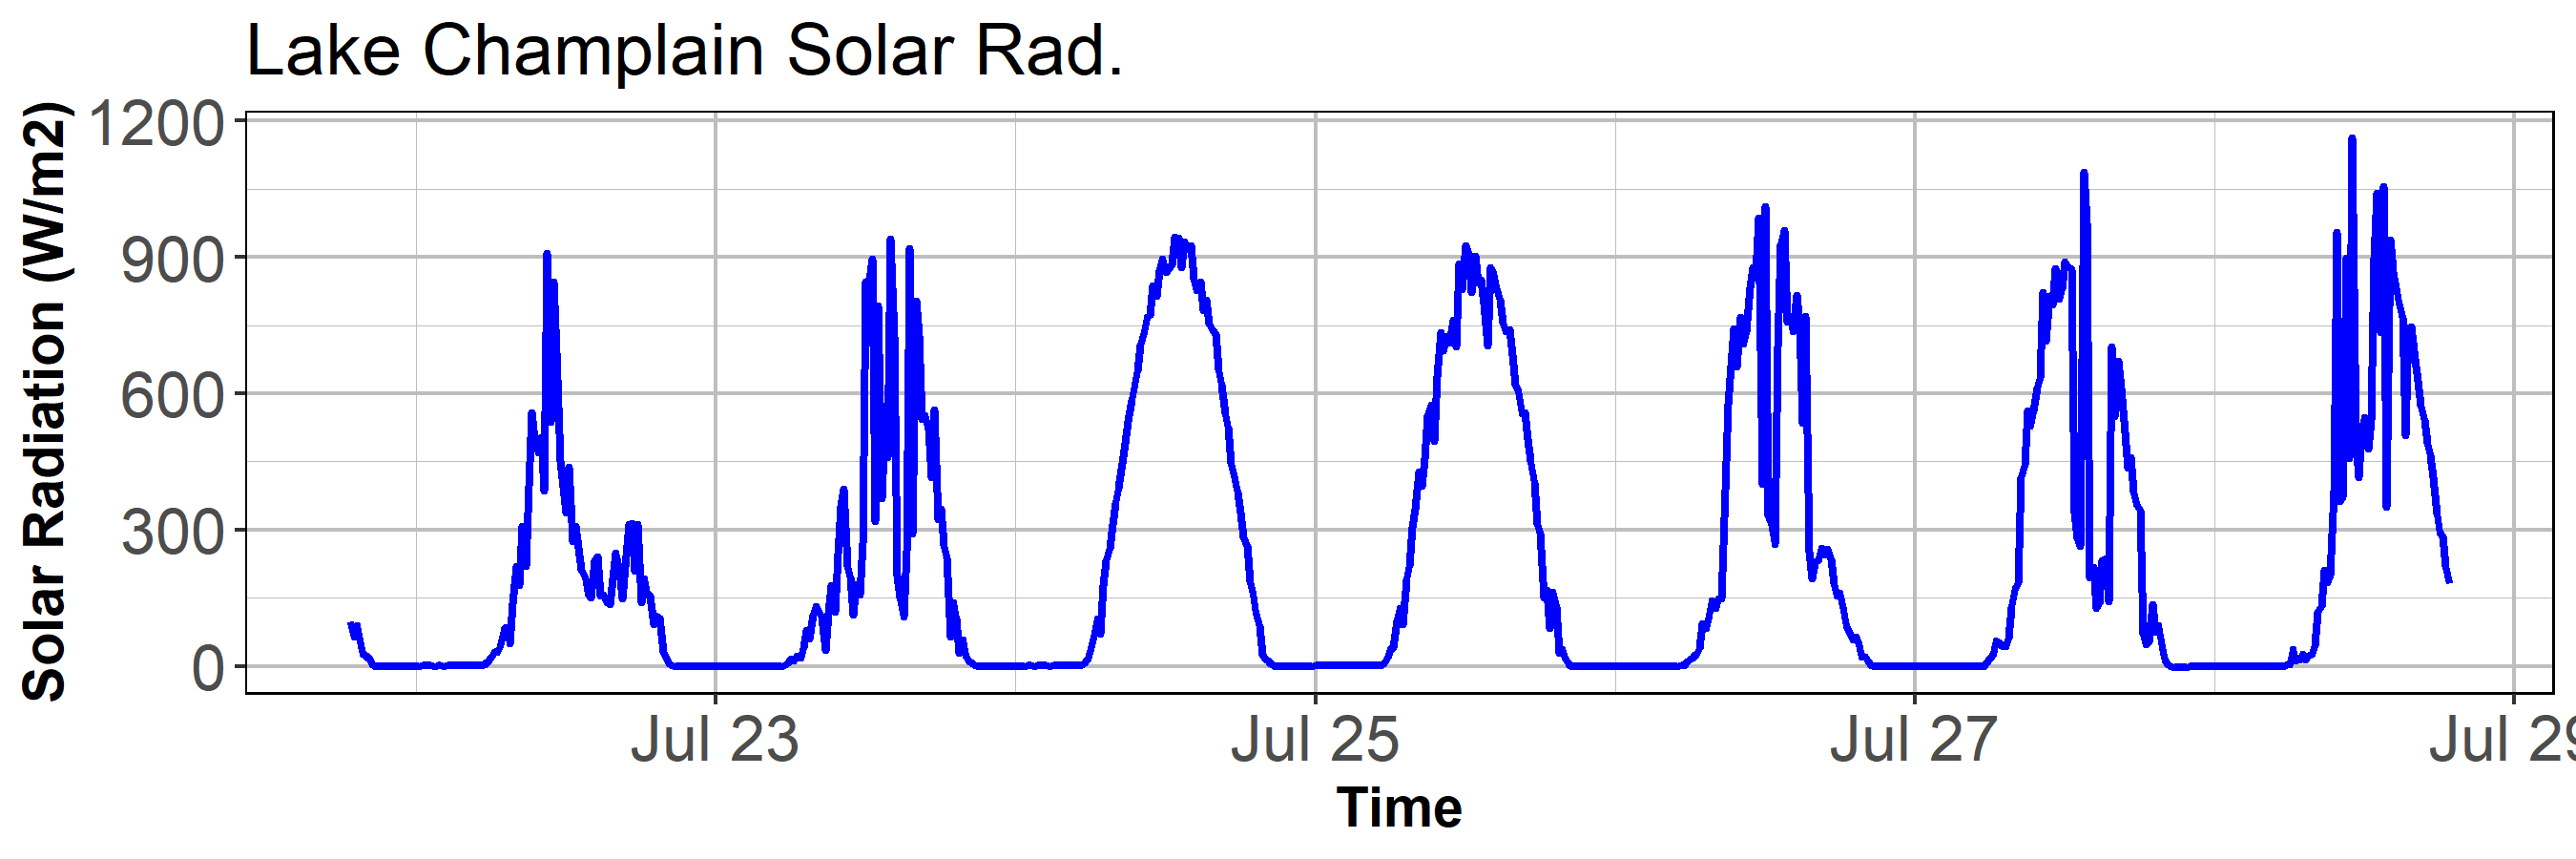 Lake Champlain Solar Rad.
Solar Radiation (W/m2)
1200
900
600
300
0
Jul 23 Jul 25 Jul 27 Jul 29
Time